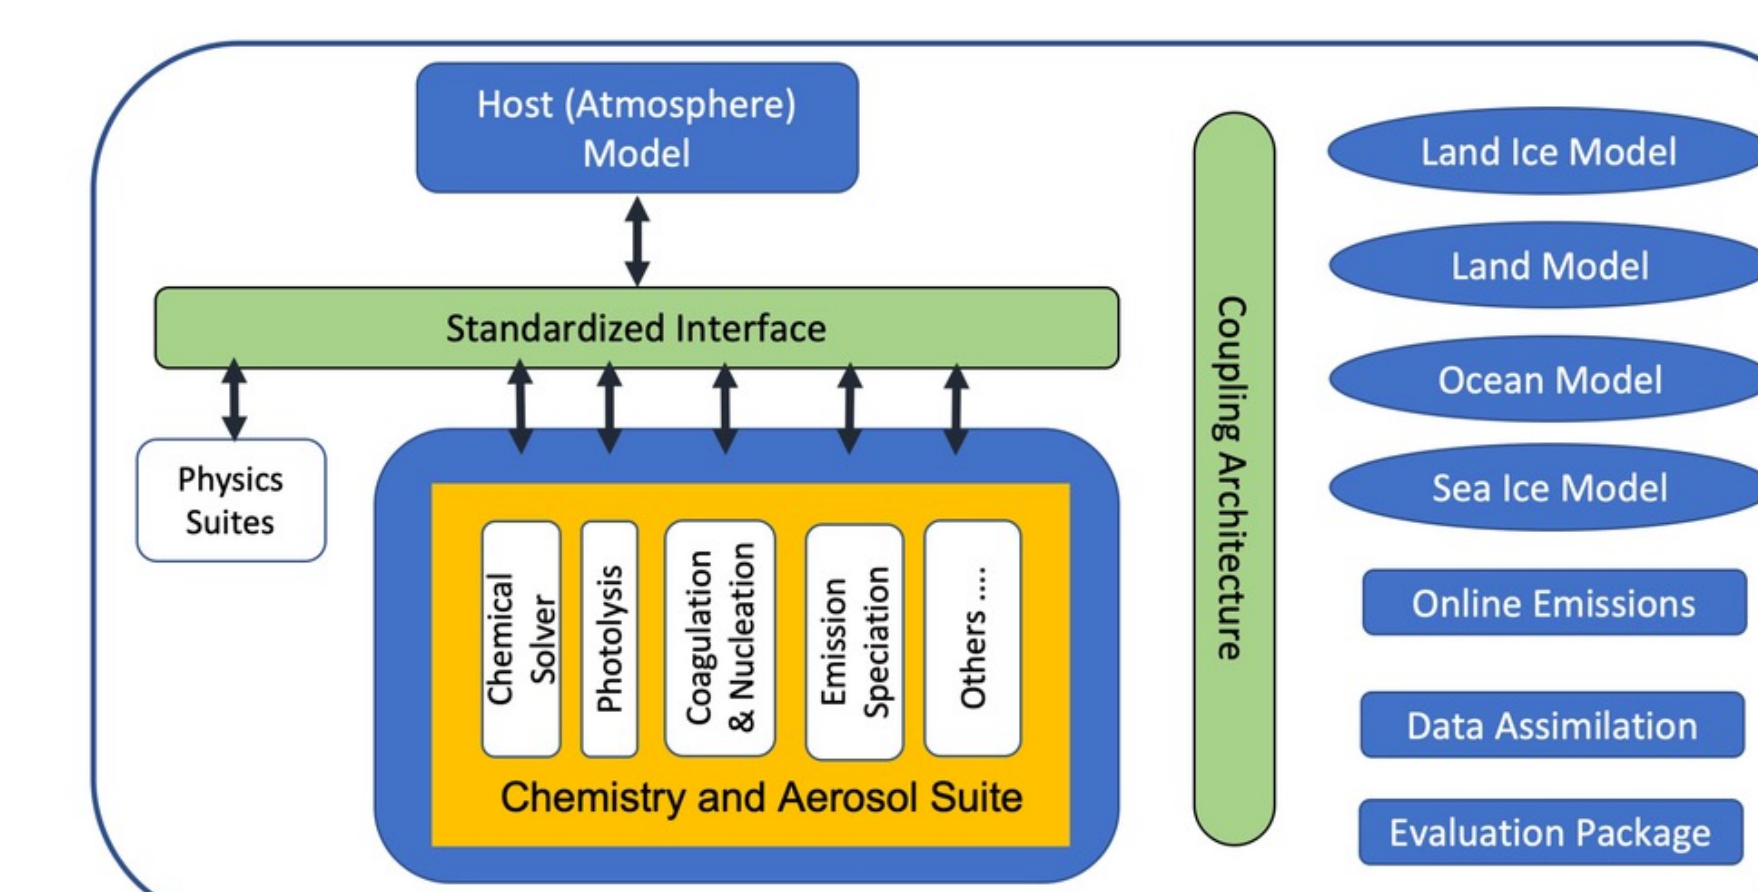 Host (Atmosphere)
Model
Standardized Interface
Physics
Suites
Chemical
Solver
Photolysis
Coagulation
& Nucleation
Emission
Speciation
Others ....
Chemistry and Aerosol Suite
Coupling Architecture
Land Ice Model
Land Model
Ocean Model
Sea Ice Model
Online Emissions
Data Assimilation
Evaluation Package